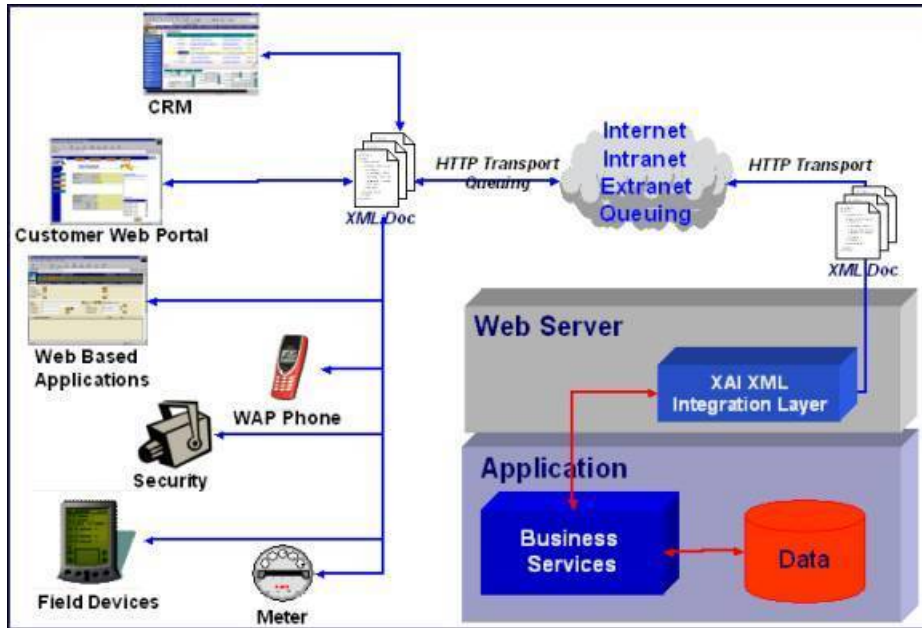 CRM
Customer Web Portal
Web Based
Applications
WAP Phone
Security
Field Devices
Meter
XML Doc
HTTP Transport
Queuing
Internet
Intranet
Extranet
Queuing
HTTP Transport
XML Doc
Web Server
XAI XML
Integration Layer
Application
Business
Services
Data